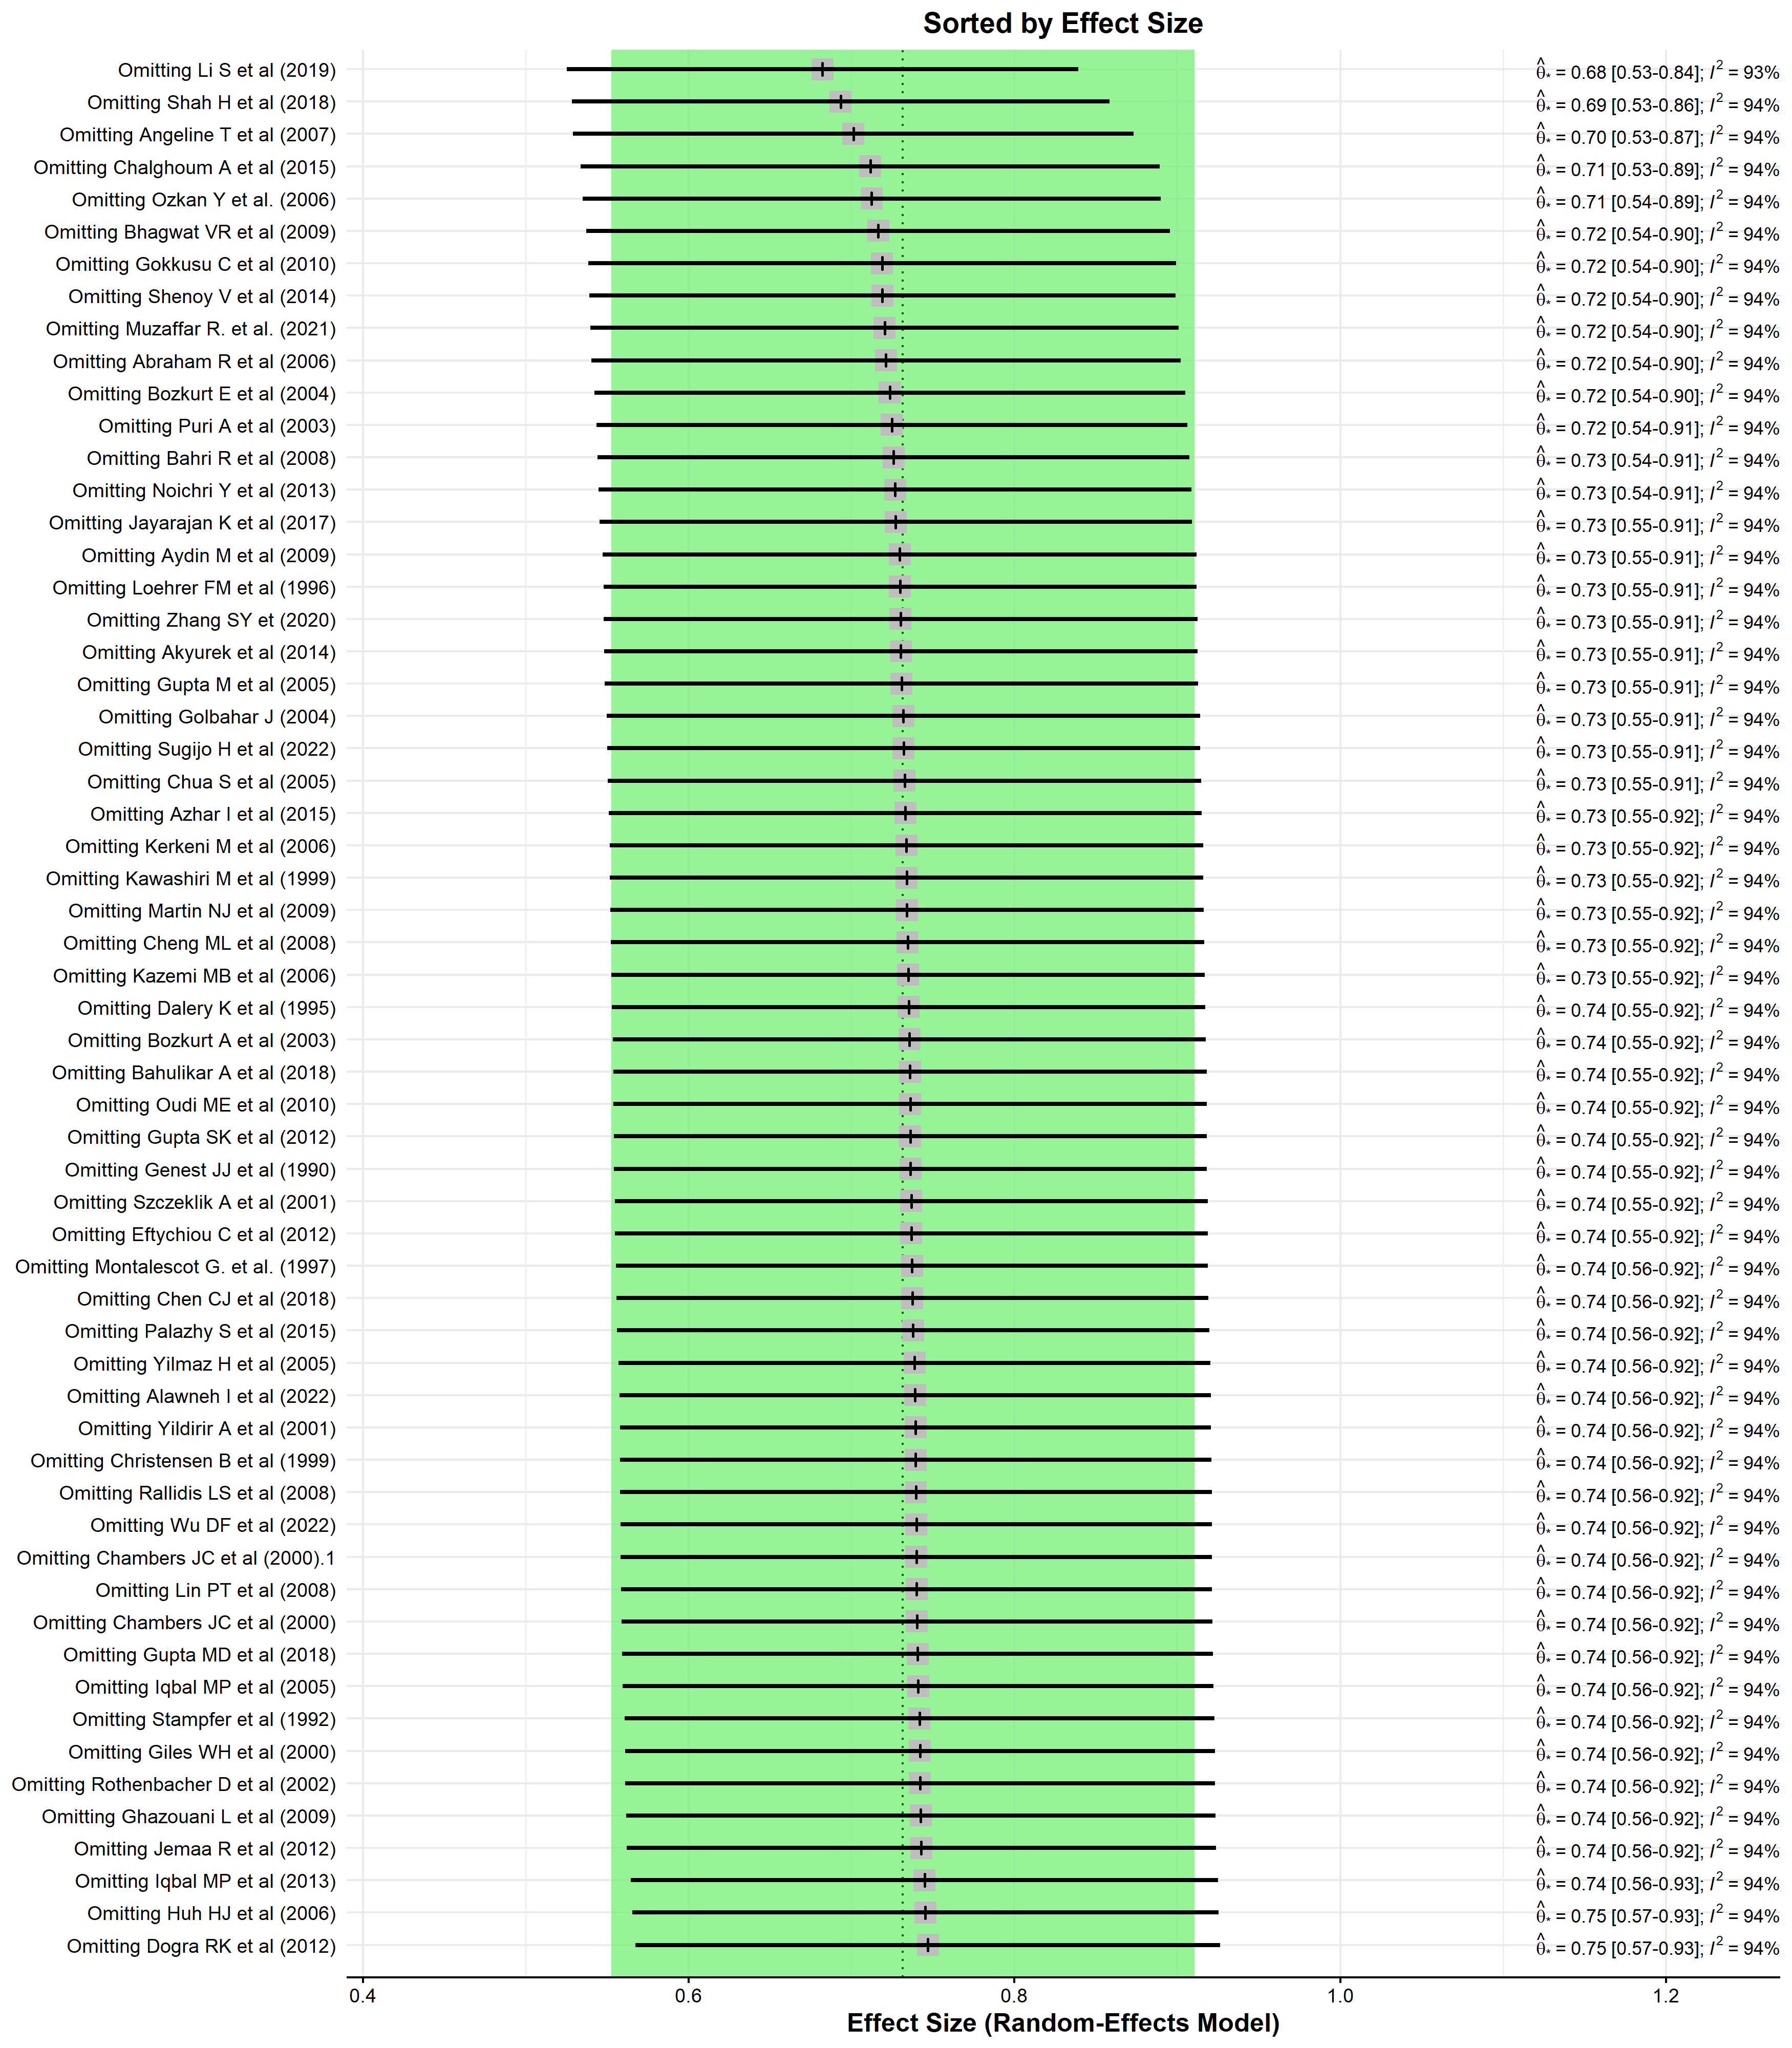 Sorted by Effect Size
Omitting Li S et al (2019) θ̂* = 0.68 [0.53-0.84]; I² = 93%
Omitting Shah H et al (2018) θ̂* = 0.69 [0.53-0.86]; I² = 94%
Omitting Angeline T et al (2007) θ̂* = 0.70 [0.53-0.87]; I² = 94%
Omitting Chalghoum A et al (2015) θ̂* = 0.71 [0.53-0.89]; I² = 94%
Omitting Ozkan Y et al. (2006) θ̂* = 0.71 [0.54-0.89]; I² = 94%
Omitting Bhagwat VR et al (2009) θ̂* = 0.72 [0.54-0.90]; I² = 94%
Omitting Gokkusu C et al (2010) θ̂* = 0.72 [0.54-0.90]; I² = 94%
Omitting Shenoy V et al (2014) θ̂* = 0.72 [0.54-0.90]; I² = 94%
Omitting Muzaffar R. et al. (2021) θ̂* = 0.72 [0.54-0.90]; I² = 94%
Omitting Abraham R et al (2006) θ̂* = 0.72 [0.54-0.90]; I² = 94%
Omitting Bozkurt E et al (2004) θ̂* = 0.72 [0.54-0.90]; I² = 94%
Omitting Puri A et al (2003) θ̂* = 0.72 [0.54-0.91]; I² = 94%
Omitting Bahri R et al (2008) θ̂* = 0.73 [0.54-0.91]; I² = 94%
Omitting Noichri Y et al (2013) θ̂* = 0.73 [0.54-0.91]; I² = 94%
Omitting Jayarajan K et al (2017) θ̂* = 0.73 [0.55-0.91]; I² = 94%
Omitting Aydin M et al (2009) θ̂* = 0.73 [0.55-0.91]; I² = 94%
Omitting Loehrer FM et al (1996) θ̂* = 0.73 [0.55-0.91]; I² = 94%
Omitting Zhang SY et (2020) θ̂* = 0.73 [0.55-0.91]; I² = 94%
Omitting Akyurek et al (2014) θ̂* = 0.73 [0.55-0.91]; I² = 94%
Omitting Gupta M et al (2005) θ̂* = 0.73 [0.55-0.91]; I² = 94%
Omitting Golbahar J (2004) θ̂* = 0.73 [0.55-0.91]; I² = 94%
Omitting Sugijo H et al (2022) θ̂* = 0.73 [0.55-0.91]; I² = 94%
Omitting Chua S et al (2005) θ̂* = 0.73 [0.55-0.91]; I² = 94%
Omitting Azhar I et al (2015) θ̂* = 0.73 [0.55-0.92]; I² = 94%
Omitting Kerkeni M et al (2006) θ̂* = 0.73 [0.55-0.92]; I² = 94%
Omitting Kawashiri M et al (1999) θ̂* = 0.73 [0.55-0.92]; I² = 94%
Omitting Martin NJ et al (2009) θ̂* = 0.73 [0.55-0.92]; I² = 94%
Omitting Cheng ML et al (2008) θ̂* = 0.73 [0.55-0.92]; I² = 94%
Omitting Kazemi MB et al (2006) θ̂* = 0.73 [0.55-0.92]; I² = 94%
Omitting Dalery K et al (1995) θ̂* = 0.74 [0.55-0.92]; I² = 94%
Omitting Bozkurt A et al (2003) θ̂* = 0.74 [0.55-0.92]; I² = 94%
Omitting Bahulikar A et al (2018) θ̂* = 0.74 [0.55-0.92]; I² = 94%
Omitting Oudi ME et al (2010) θ̂* = 0.74 [0.55-0.92]; I² = 94%
Omitting Gupta SK et al (2012) θ̂* = 0.74 [0.55-0.92]; I² = 94%
Omitting Genest JJ et al (1990) θ̂* = 0.74 [0.55-0.92]; I² = 94%
Omitting Szczeklik A et al (2001) θ̂* = 0.74 [0.55-0.92]; I² = 94%
Omitting Eftychiou C et al (2012) θ̂* = 0.74 [0.55-0.92]; I² = 94%
Omitting Montalescot G. et al. (1997) θ̂* = 0.74 [0.56-0.92]; I² = 94%
Omitting Chen CJ et al (2018) θ̂* = 0.74 [0.56-0.92]; I² = 94%
Omitting Palazhy S et al (2015) θ̂* = 0.74 [0.56-0.92]; I² = 94%
Omitting Yilmaz H et al (2005) θ̂* = 0.74 [0.56-0.92]; I² = 94%
Omitting Alawneh I et al (2022) θ̂* = 0.74 [0.56-0.92]; I² = 94%
Omitting Yildirir A et al (2001) θ̂* = 0.74 [0.56-0.92]; I² = 94%
Omitting Christensen B et al (1999) θ̂* = 0.74 [0.56-0.92]; I² = 94%
Omitting Rallidis LS et al (2008) θ̂* = 0.74 [0.56-0.92]; I² = 94%
Omitting Wu DF et al (2022) θ̂* = 0.74 [0.56-0.92]; I² = 94%
Omitting Chambers JC et al (2000).1 θ̂* = 0.74 [0.56-0.92]; I² = 94%
Omitting Lin PT et al (2008) θ̂* = 0.74 [0.56-0.92]; I² = 94%
Omitting Chambers JC et al (2000) θ̂* = 0.74 [0.56-0.92]; I² = 94%
Omitting Gupta MD et al (2018) θ̂* = 0.74 [0.56-0.92]; I² = 94%
Omitting Iqbal MP et al (2005) θ̂* = 0.74 [0.56-0.92]; I² = 94%
Omitting Stampfer et al (1992) θ̂* = 0.74 [0.56-0.92]; I² = 94%
Omitting Giles WH et al (2000) θ̂* = 0.74 [0.56-0.92]; I² = 94%
Omitting Rothenbacher D et al (2002) θ̂* = 0.74 [0.56-0.92]; I² = 94%
Omitting Ghazouani L et al (2009) θ̂* = 0.74 [0.56-0.92]; I² = 94%
Omitting Jemaa R et al (2012) θ̂* = 0.74 [0.56-0.92]; I² = 94%
Omitting Iqbal MP et al (2013) θ̂* = 0.74 [0.56-0.93]; I² = 94%
Omitting Huh HJ et al (2006) θ̂* = 0.75 [0.57-0.93]; I² = 94%
Omitting Dogra RK et al (2012) θ̂* = 0.75 [0.57-0.93]; I² = 94%
0.4 0.6 0.8 1.0 1.2
Effect Size (Random-Effects Model)